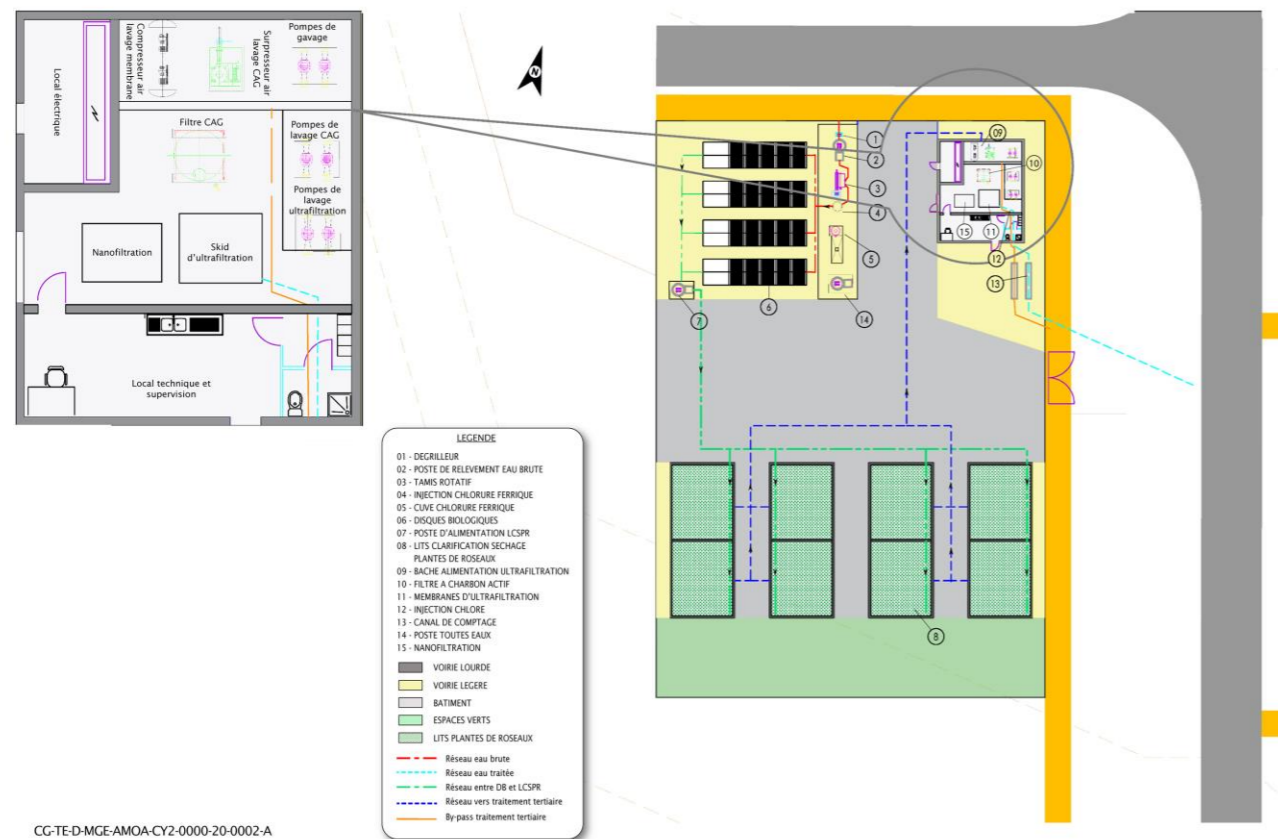 Local électrique
Compresseur air
lavage membrane
Surpresseur air
lavage CAG
Pompes de
gavage
Filtre CAG
Pompes de
lavage CAG
Pompes de
lavage
ultrafiltration
Nanofiltration
Skid
d'ultrafiltration
Local technique et
supervision
N
1
2
3
4
5
6
7
14
09
10
15
11
12
13
8
LEGENDE
01 - DEGRILLEUR
02 - POSTE DE RELEVEMENT EAU BRUTE
03 - TAMIS ROTATIF
04 - INJECTION CHLORURE FERRIQUE
05 - CUVE CHLORURE FERRIQUE
06 - DISQUES BIOLOGIQUES
07 - POSTE D'ALIMENTATION LCSPR
08 - LITS CLARIFICATION SECHAGE
PLANTES DE ROSEAUX
09 - BACHE ALIMENTATION ULTRAFILTRATION
10 - FILTRE A CHARBON ACTIF
11 - MEMBRANES D'ULTRAFILTRATION
12 - INJECTION CHLORE
13 - CANAL DE COMPTAGE
14 - POSTE TOUTES EAUX
15 - NANOFILTRATION
VOIRIE LOURDE
VOIRIE LEGERE
BATIMENT
ESPACES VERTS
LITS PLANTES DE ROSEAUX
Réseau eau brute
Réseau eau traitée
Réseau entre DB et LCSPR
Réseau vers traitement tertiaire
By-pass traitement tertiaire
CG-TE-D-MGE-AMOA-CY2-0000-20-0002-A